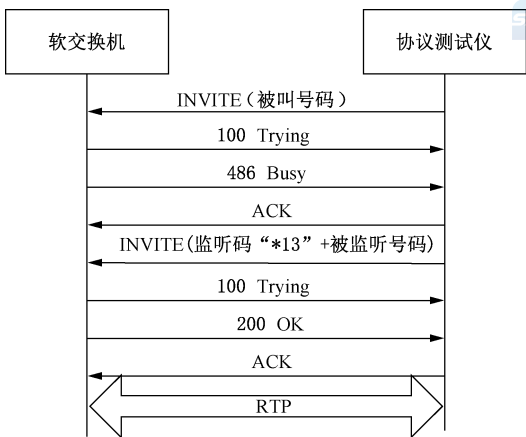 软交换机
协议测试仪
INVITE（被叫号码）
100 Trying
486 Busy
ACK
INVITE(监听码“*13”+被监听号码)
100 Trying
200 OK
ACK
RTP